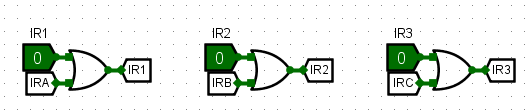 IR1 IR2 IR3
0 IR1 0 IR2 0 IR3
IRA IRB IRC